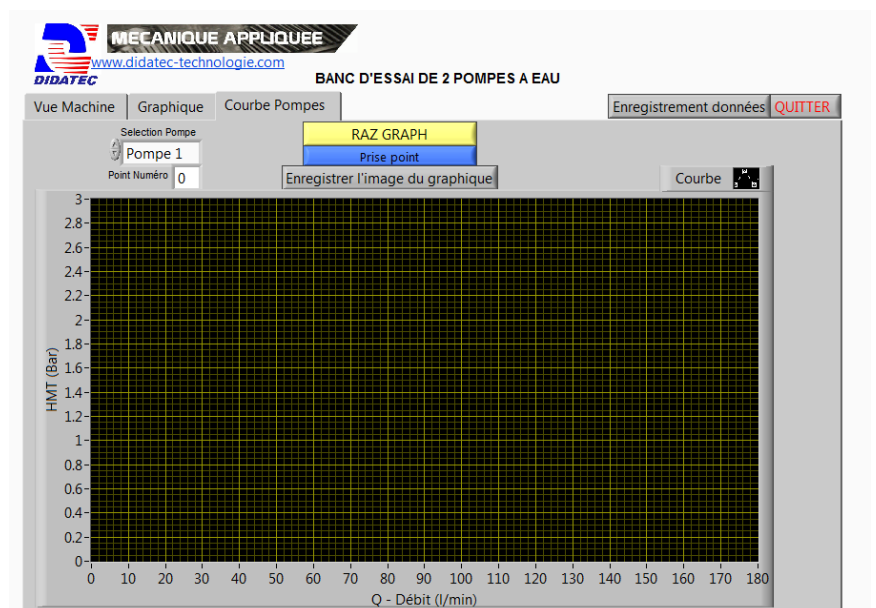 MECANIQUE APPLIQUEE
www.didatec-technologie.com
DIDATEC
BANC D'ESSAI DE 2 POMPES A EAU
Vue Machine Graphique Courbe Pompes Enregistrement données QUITTER
Selection Pompe
Pompe 1
Point Numéro 0
RAZ GRAPH
Prise point
Enregistrer l'image du graphique
Courbe
HMT (Bar)
3
2.8
2.6
2.4
2.2
2
1.8
1.6
1.4
1.2
1
0.8
0.6
0.4
0.2
0
0 10 20 30 40 50 60 70 80 90 100 110 120 130 140 150 160 170 180
Q - Débit (l/min)